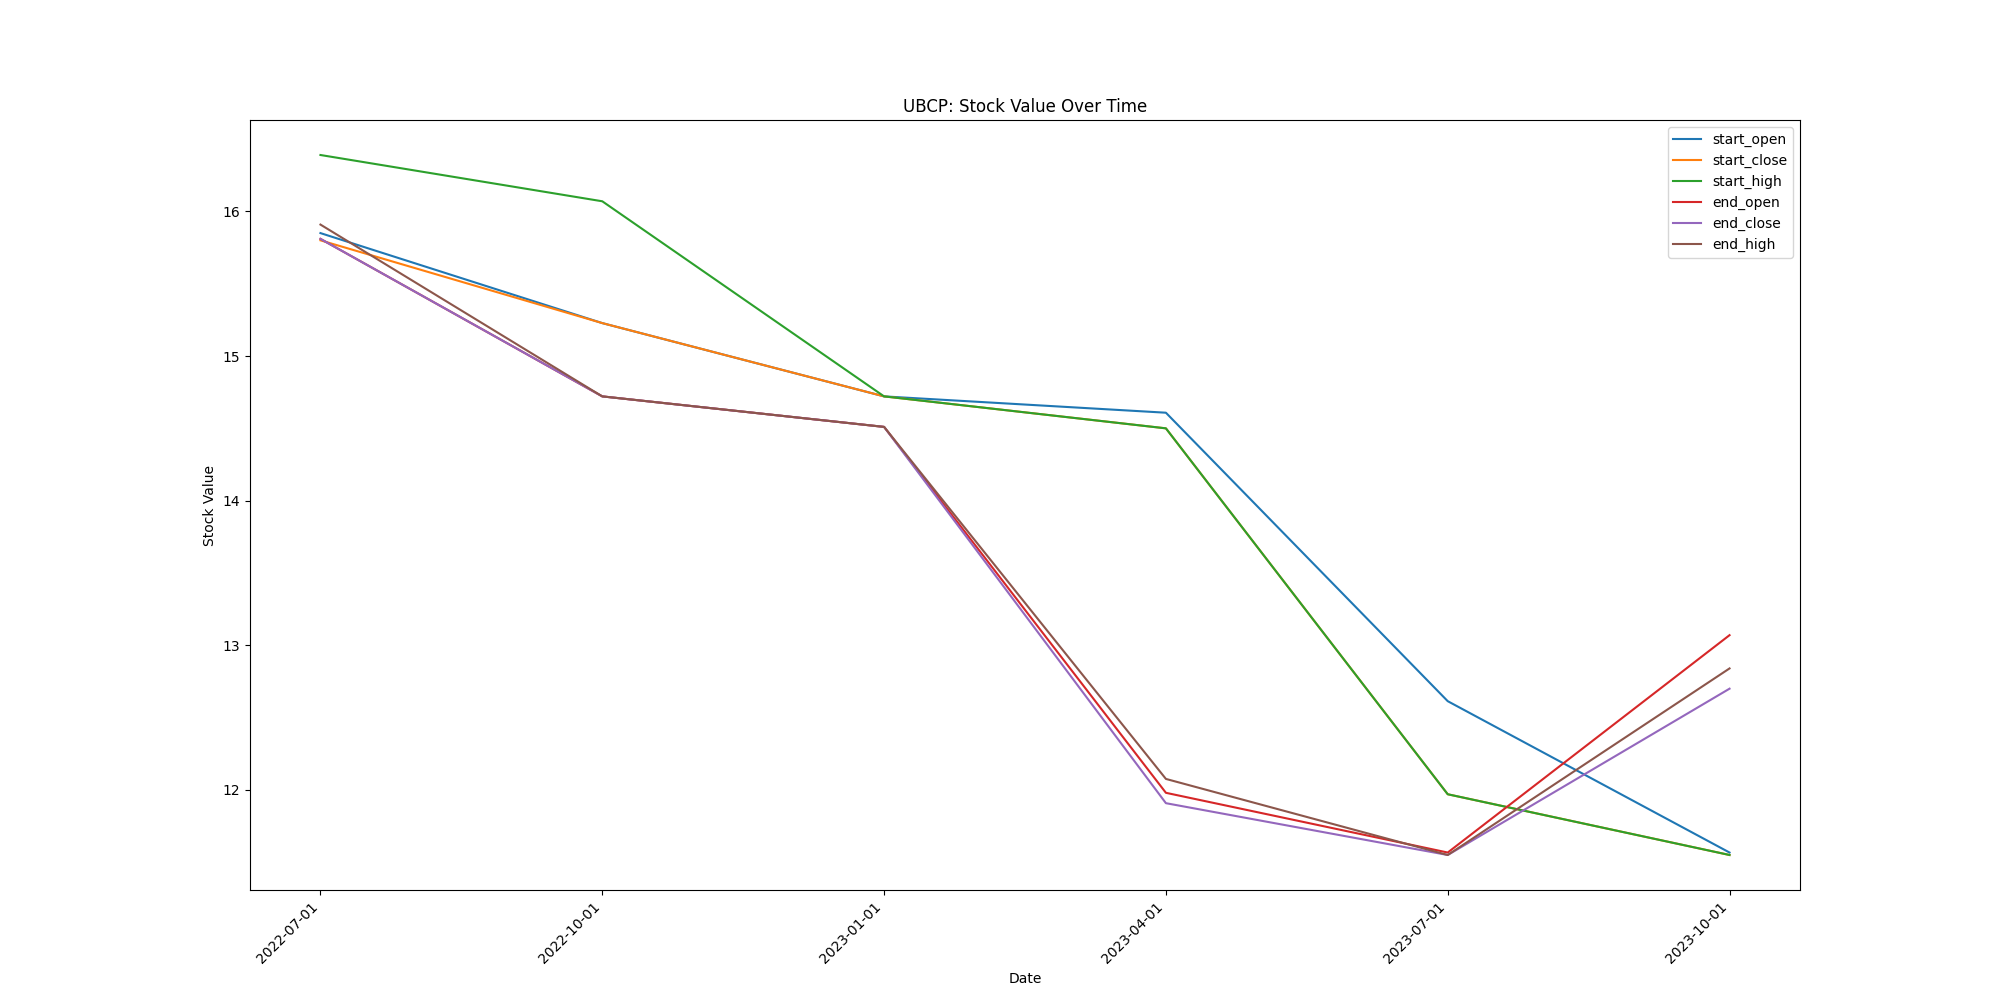 UBCP: Stock Value Over Time
start_open
start_close
start_high
end_open
end_close
end_high
Stock Value
16
15
14
13
12
2022-07-01
2022-10-01
2023-01-01
2023-04-01
2023-07-01
2023-10-01
Date